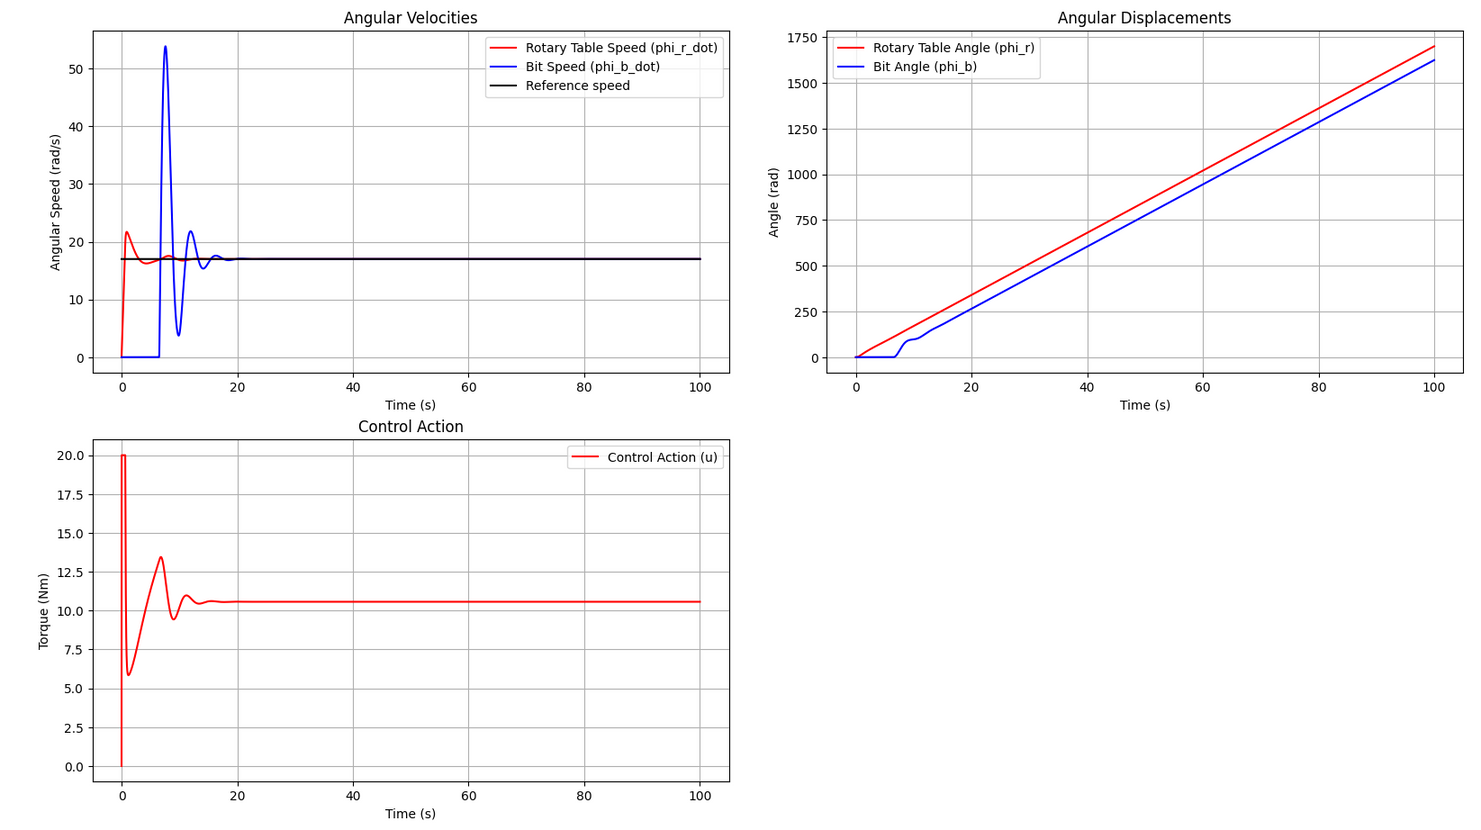 Angular Velocities
Rotary Table Speed (phi_r_dot)
Bit Speed (phi_b_dot)
Reference speed
Angular Speed (rad/s)
50
40
30
20
10
0
0 20 40 60 80 100
Time (s)
Angular Displacements
Rotary Table Angle (phi_r)
Bit Angle (phi_b)
Angle (rad)
1750
1500
1250
1000
750
500
250
0
0 20 40 60 80 100
Time (s)
Control Action
Control Action (u)
Torque (Nm)
20.0
17.5
15.0
12.5
10.0
7.5
5.0
2.5
0.0
0 20 40 60 80 100
Time (s)